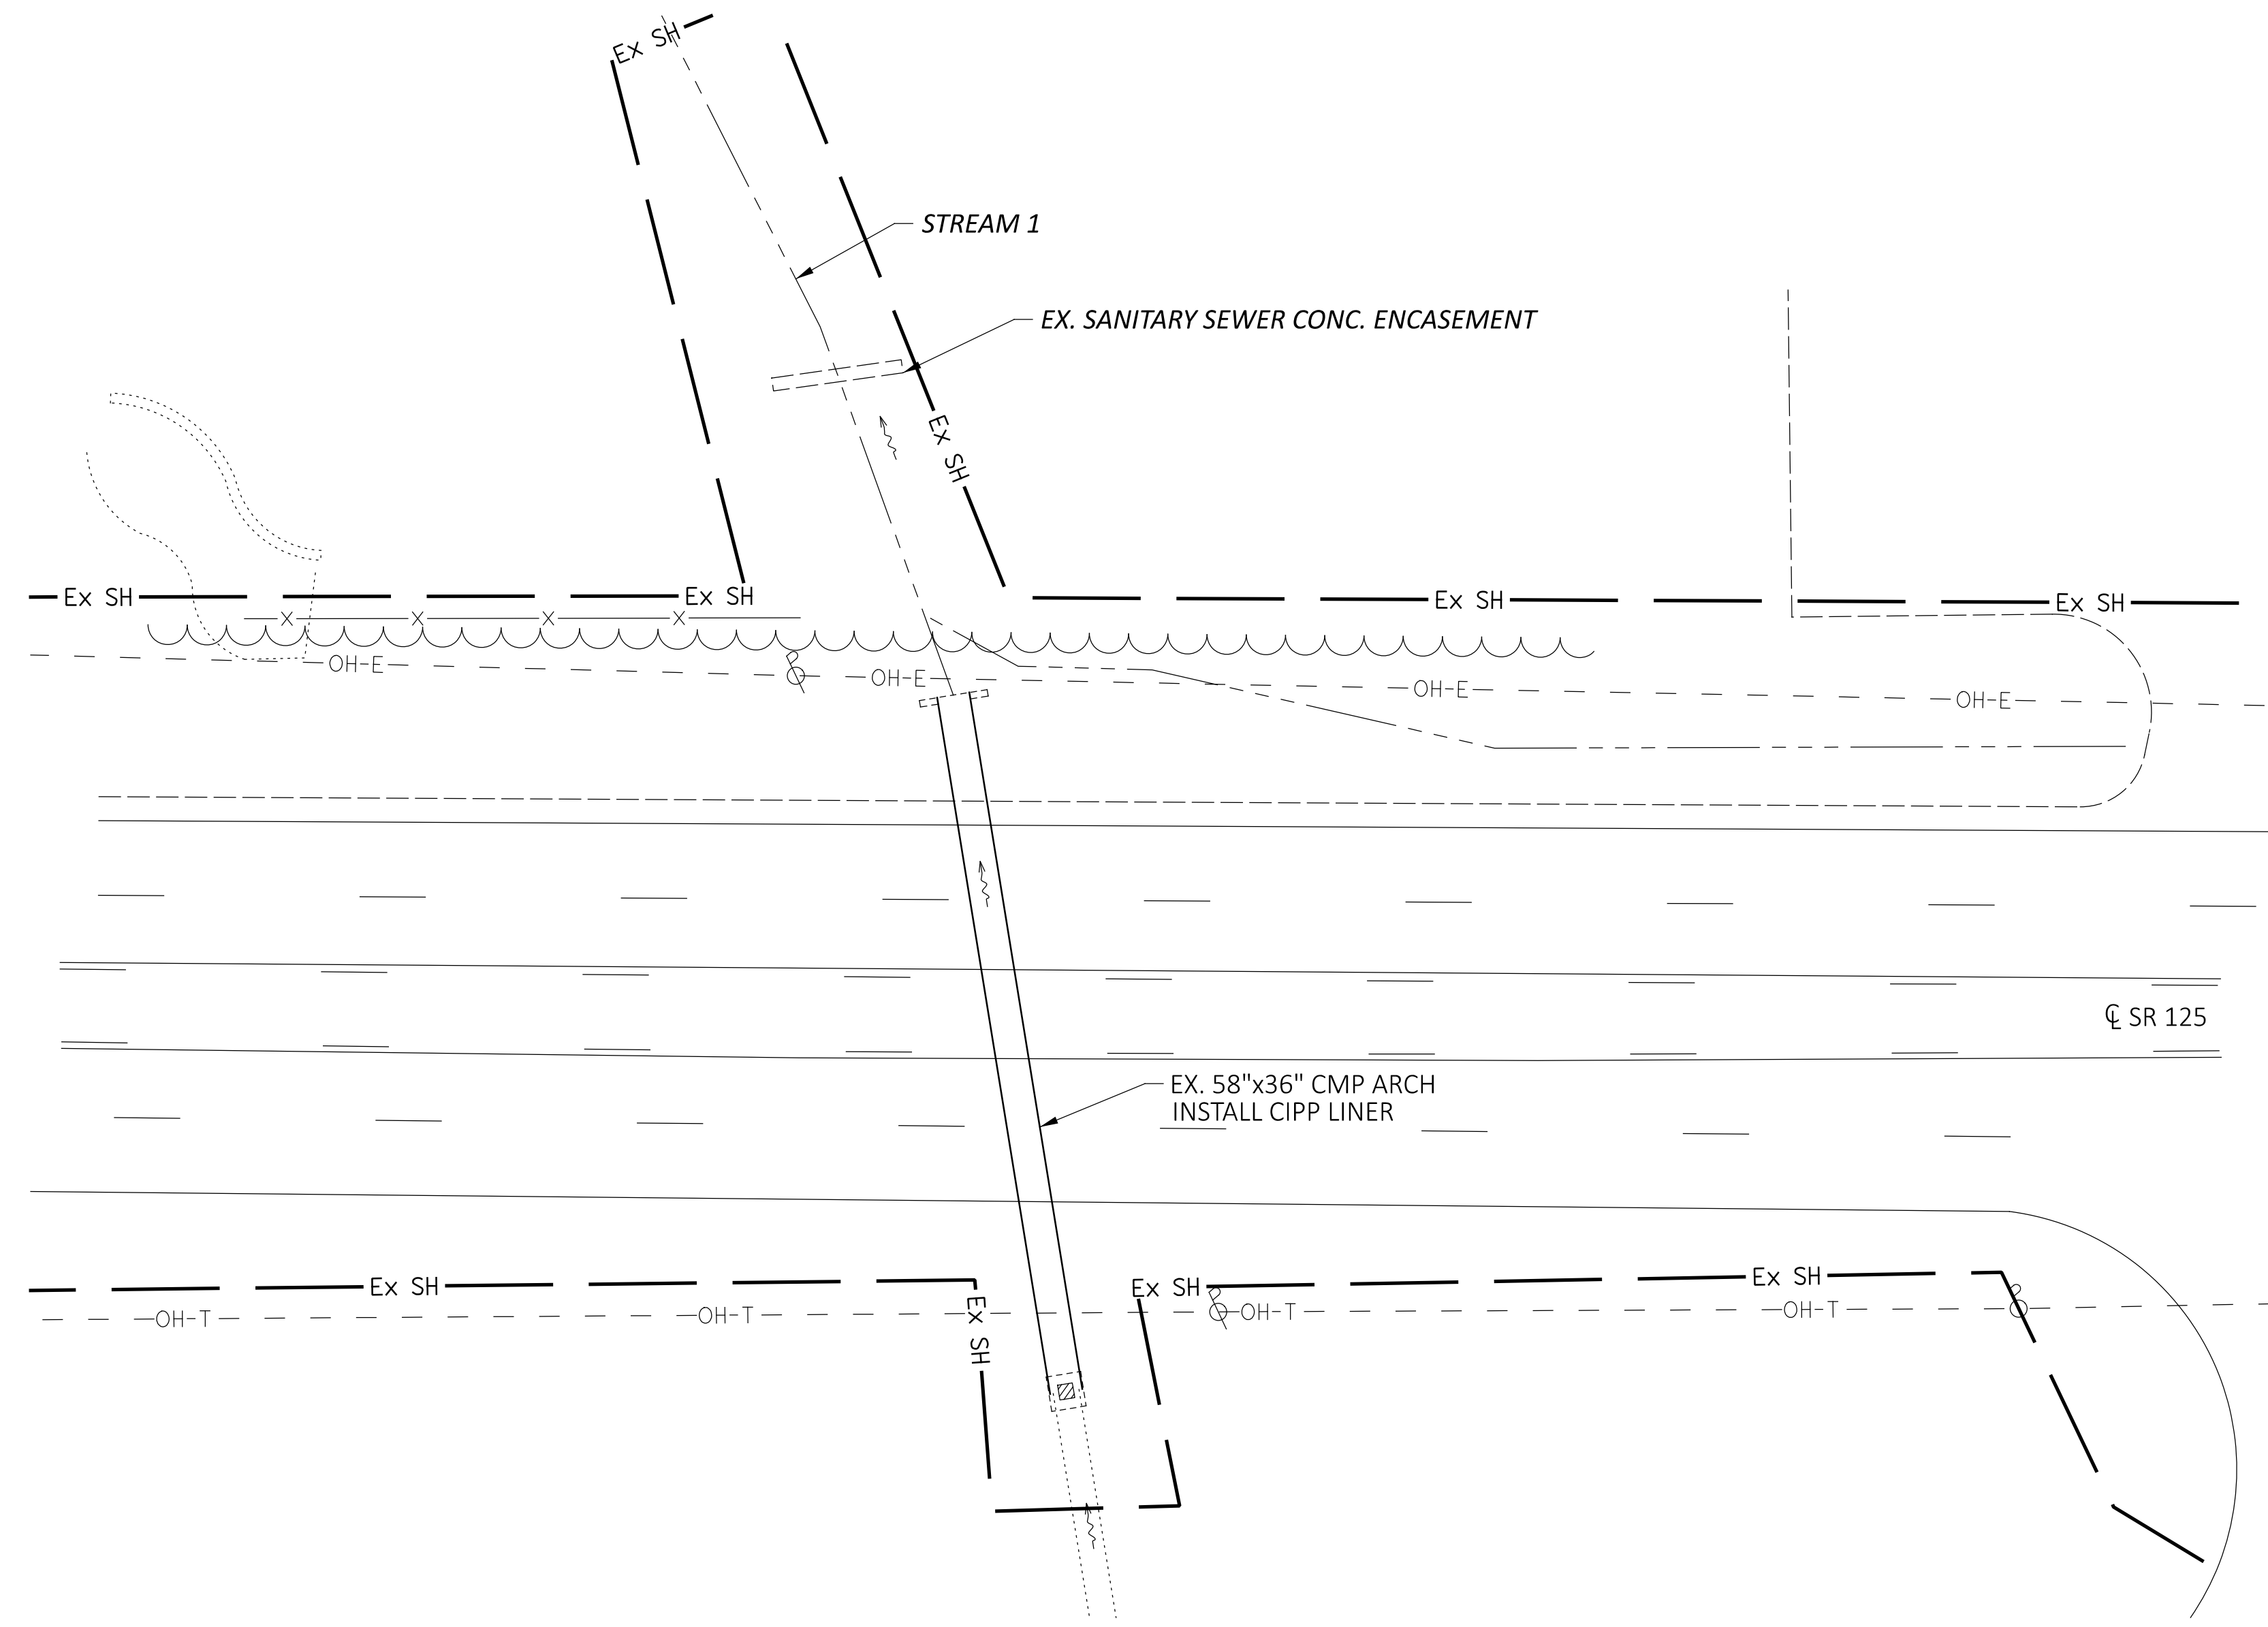 Ex SH
STREAM 1
EX. SANITARY SEWER CONC. ENCASEMENT
Ex SH
Ex SH
Ex SH
Ex SH
Ex SH
X X X X
OH-E
P
OH-E
OH-E
OH-E
℄ SR 125
EX. 58"x36" CMP ARCH
INSTALL CIPP LINER
Ex SH
Ex SH
Ex SH
Ex SH
OH-T
OH-T
P
OH-T
OH-T
P